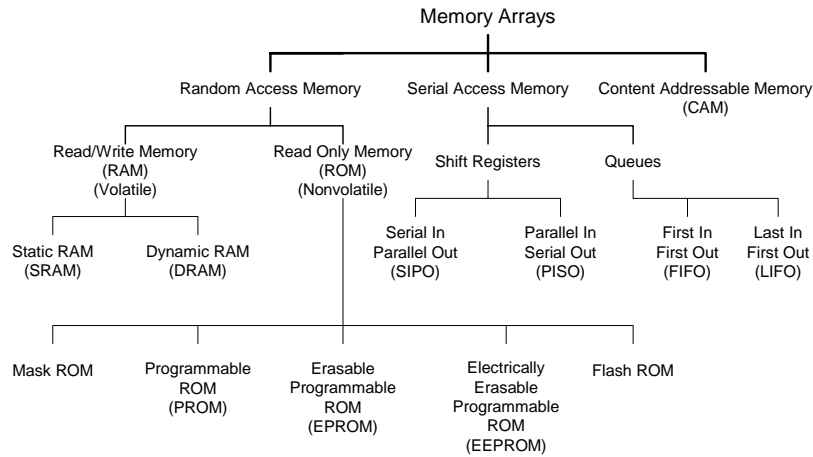 Memory Arrays
Random Access Memory
Serial Access Memory
Content Addressable Memory
(CAM)
Read/Write Memory
(RAM)
(Volatile)
Read Only Memory
(ROM)
(Nonvolatile)
Shift Registers
Queues
Static RAM
(SRAM)
Dynamic RAM
(DRAM)
Serial In
Parallel Out
(SIPO)
Parallel In
Serial Out
(PISO)
First In
First Out
(FIFO)
Last In
First Out
(LIFO)
Mask ROM
Programmable
ROM
(PROM)
Erasable
Programmable
ROM
(EPROM)
Electrically
Erasable
Programmable
ROM
(EEPROM)
Flash ROM